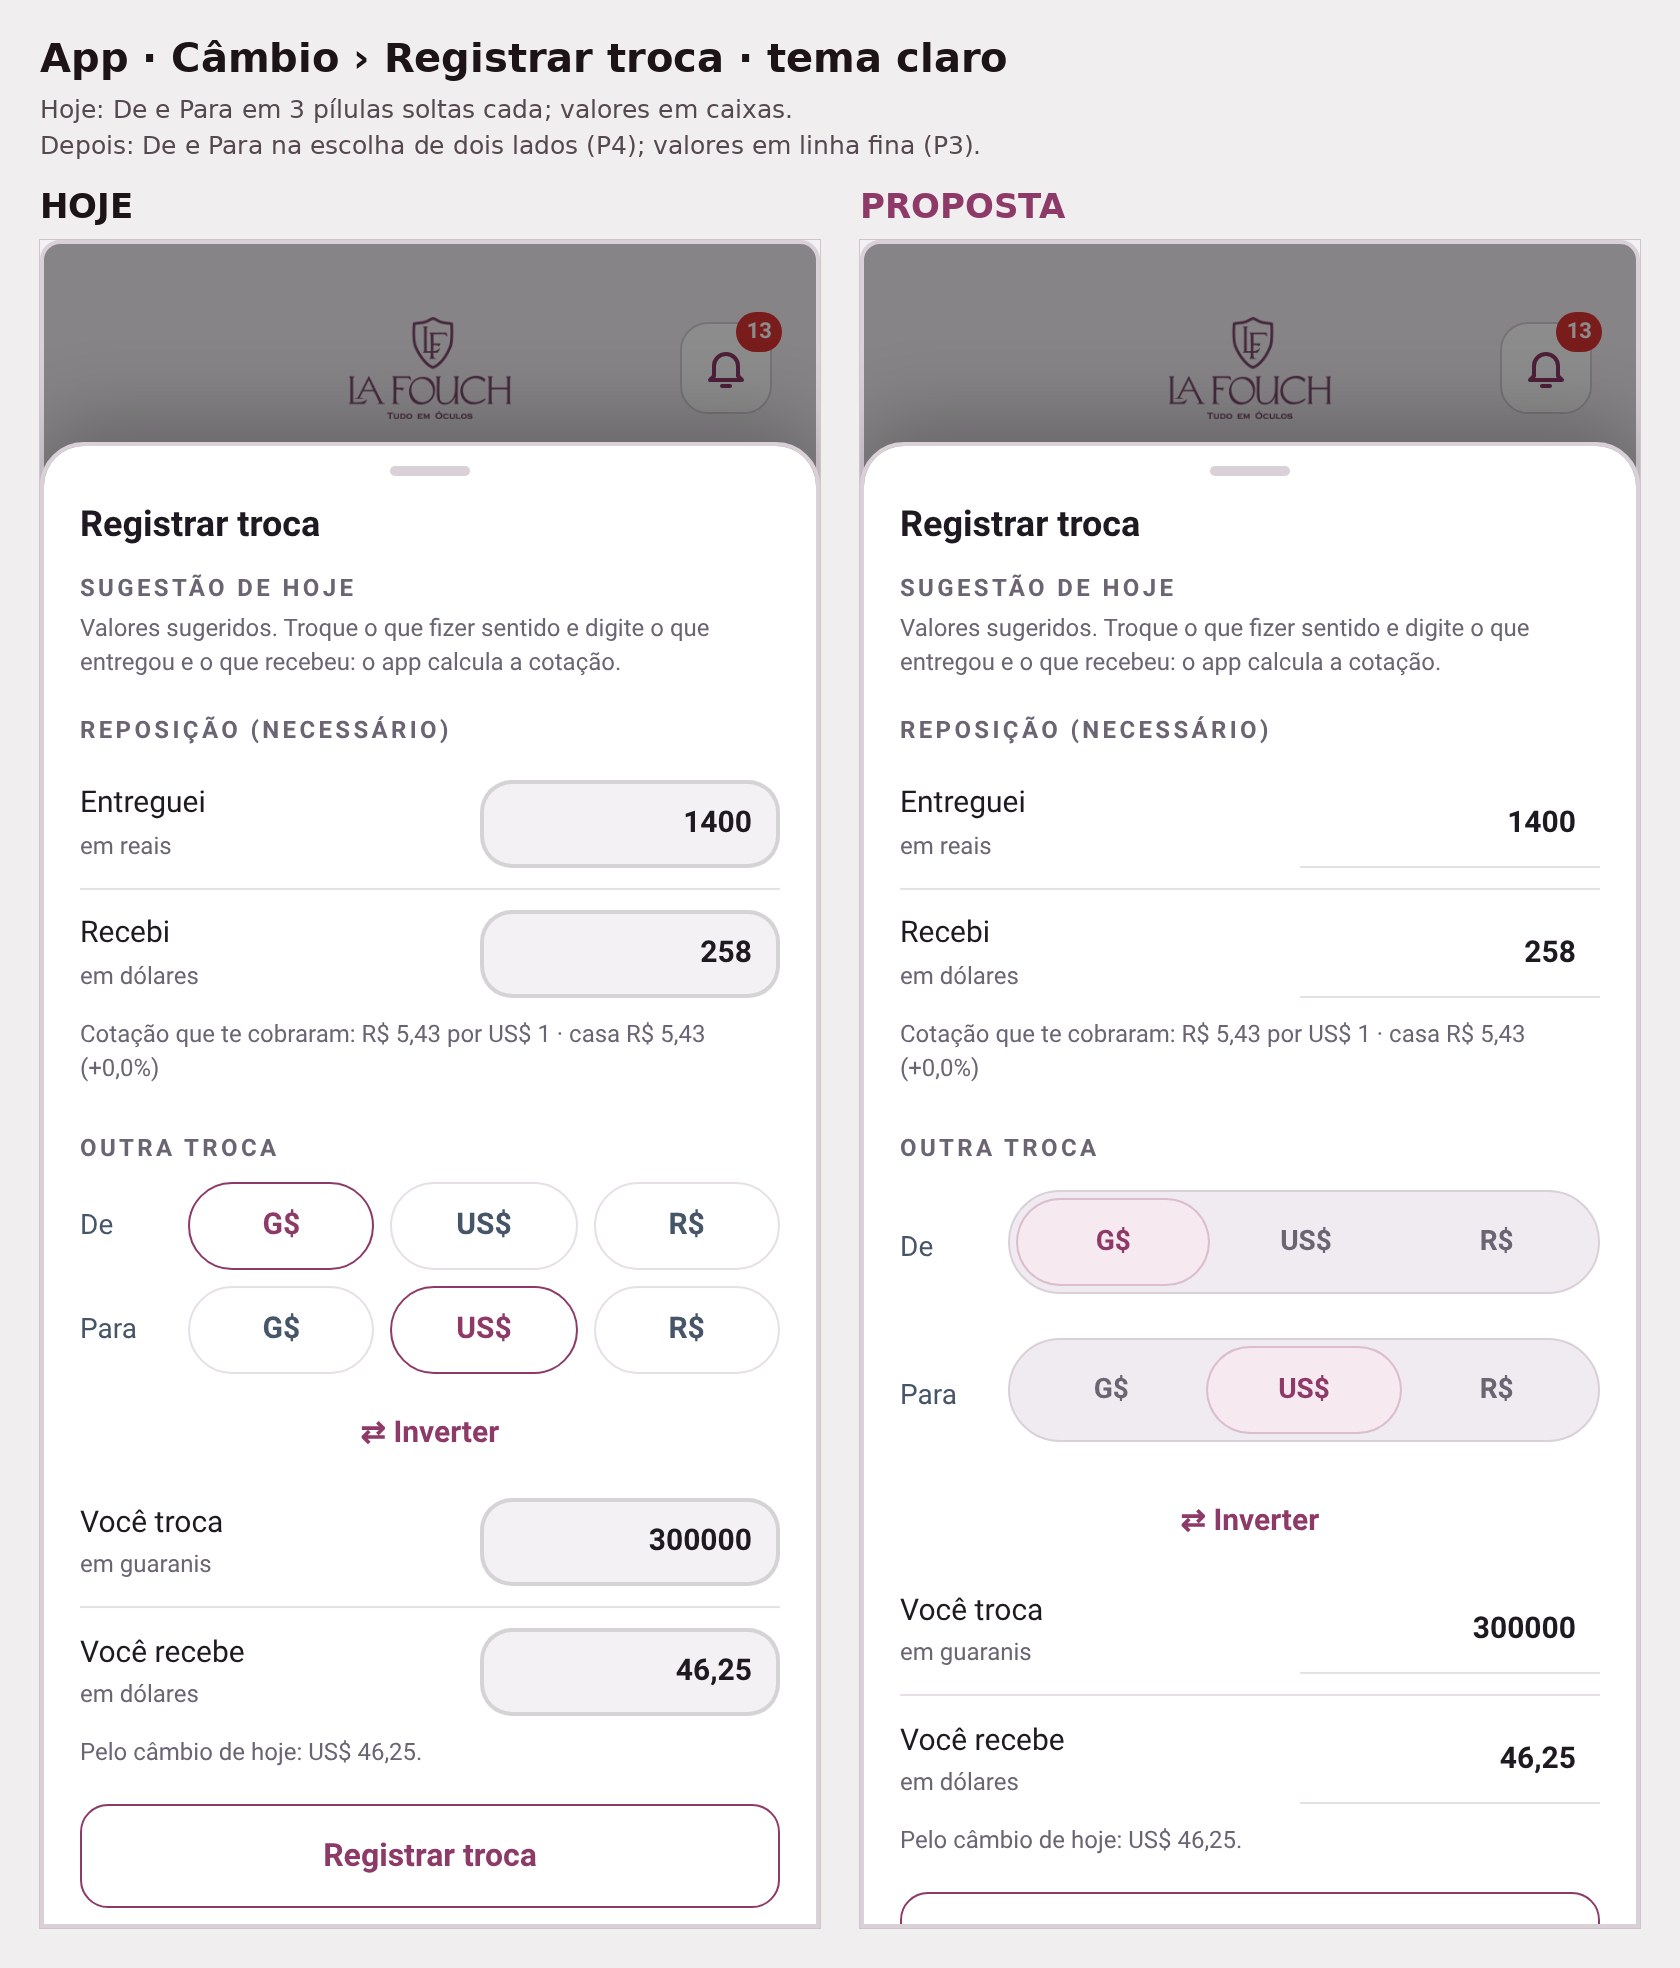 App · Câmbio › Registrar troca · tema claro
Hoje: De e Para em 3 pílulas soltas cada; valores em caixas.
Depois: De e Para na escolha de dois lados (P4); valores em linha fina (P3).
HOJE
13
LF
LA FOUCH
TUDO EM ÓCULOS
Registrar troca
SUGESTÃO DE HOJE
Valores sugeridos. Troque o que fizer sentido e digite o que
entregou e o que recebeu: o app calcula a cotação.
REPOSIÇÃO (NECESSÁRIO)
Entreguei
em reais
1400
Recebi
em dólares
258
Cotação que te cobraram: R$ 5,43 por US$ 1 · casa R$ 5,43
(+0,0%)
OUTRA TROCA
De G$ US$ R$
Para G$ US$ R$
⇄ Inverter
Você troca
em guaranis
300000
Você recebe
em dólares
46,25
Pelo câmbio de hoje: US$ 46,25.
Registrar troca
PROPOSTA
13
LF
LA FOUCH
TUDO EM ÓCULOS
Registrar troca
SUGESTÃO DE HOJE
Valores sugeridos. Troque o que fizer sentido e digite o que
entregou e o que recebeu: o app calcula a cotação.
REPOSIÇÃO (NECESSÁRIO)
Entreguei
em reais
1400
Recebi
em dólares
258
Cotação que te cobraram: R$ 5,43 por US$ 1 · casa R$ 5,43
(+0,0%)
OUTRA TROCA
De G$ US$ R$
Para G$ US$ R$
⇄ Inverter
Você troca
em guaranis
300000
Você recebe
em dólares
46,25
Pelo câmbio de hoje: US$ 46,25.